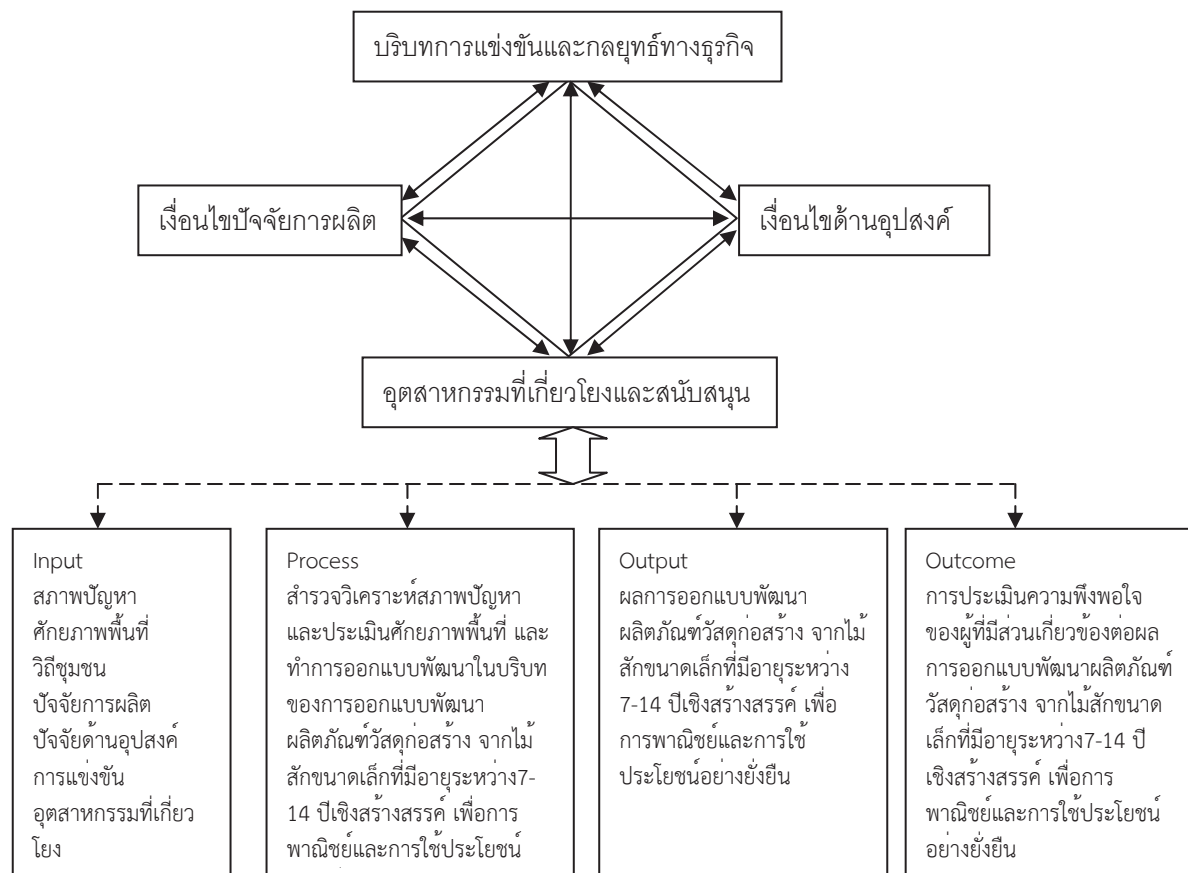 บริบทการแข่งขันและกลยุทธ์ทางธุรกิจ
เงื่อนไขปัจจัยการผลิต
เงื่อนไขด้านอุปสงค์
อุตสาหกรรมที่เกี่ยวโยงและสนับสนุน
Input
สภาพปัญหา
ศักยภาพพื้นที่
วิถีชุมชน
ปัจจัยการผลิต
ปัจจัยด้านอุปสงค์
การแข่งขัน
อุตสาหกรรมที่เกี่ยว
โยง
Process
สำรวจวิเคราะห์สภาพปัญหา
และประเมินศักยภาพพื้นที่ และ
ทำการออกแบบพัฒนาในบริบท
ของการออกแบบพัฒนา
ผลิตภัณฑ์วัสดุก่อสร้าง จากไม้
สักขนาดเล็กที่มีอายุระหว่าง7-
14 ปีเชิงสร้างสรรค์ เพื่อการ
พาณิชย์และการใช้ประโยชน์
Output
ผลการออกแบบพัฒนา
ผลิตภัณฑ์วัสดุก่อสร้าง จากไม้
สักขนาดเล็กที่มีอายุระหว่าง
7-14 ปีเชิงสร้างสรรค์ เพื่อ
การพาณิชย์และการใช้
ประโยชน์อย่างยั่งยืน
Outcome
การประเมินความพึงพอใจ
ของผู้ที่มีส่วนเกี่ยวข้องต่อผล
การออกแบบพัฒนาผลิตภัณฑ์
วัสดุก่อสร้าง จากไม้สักขนาด
เล็กที่มีอายุระหว่าง7-14 ปี
เชิงสร้างสรรค์ เพื่อการ
พาณิชย์และการใช้ประโยชน์
อย่างยั่งยืน